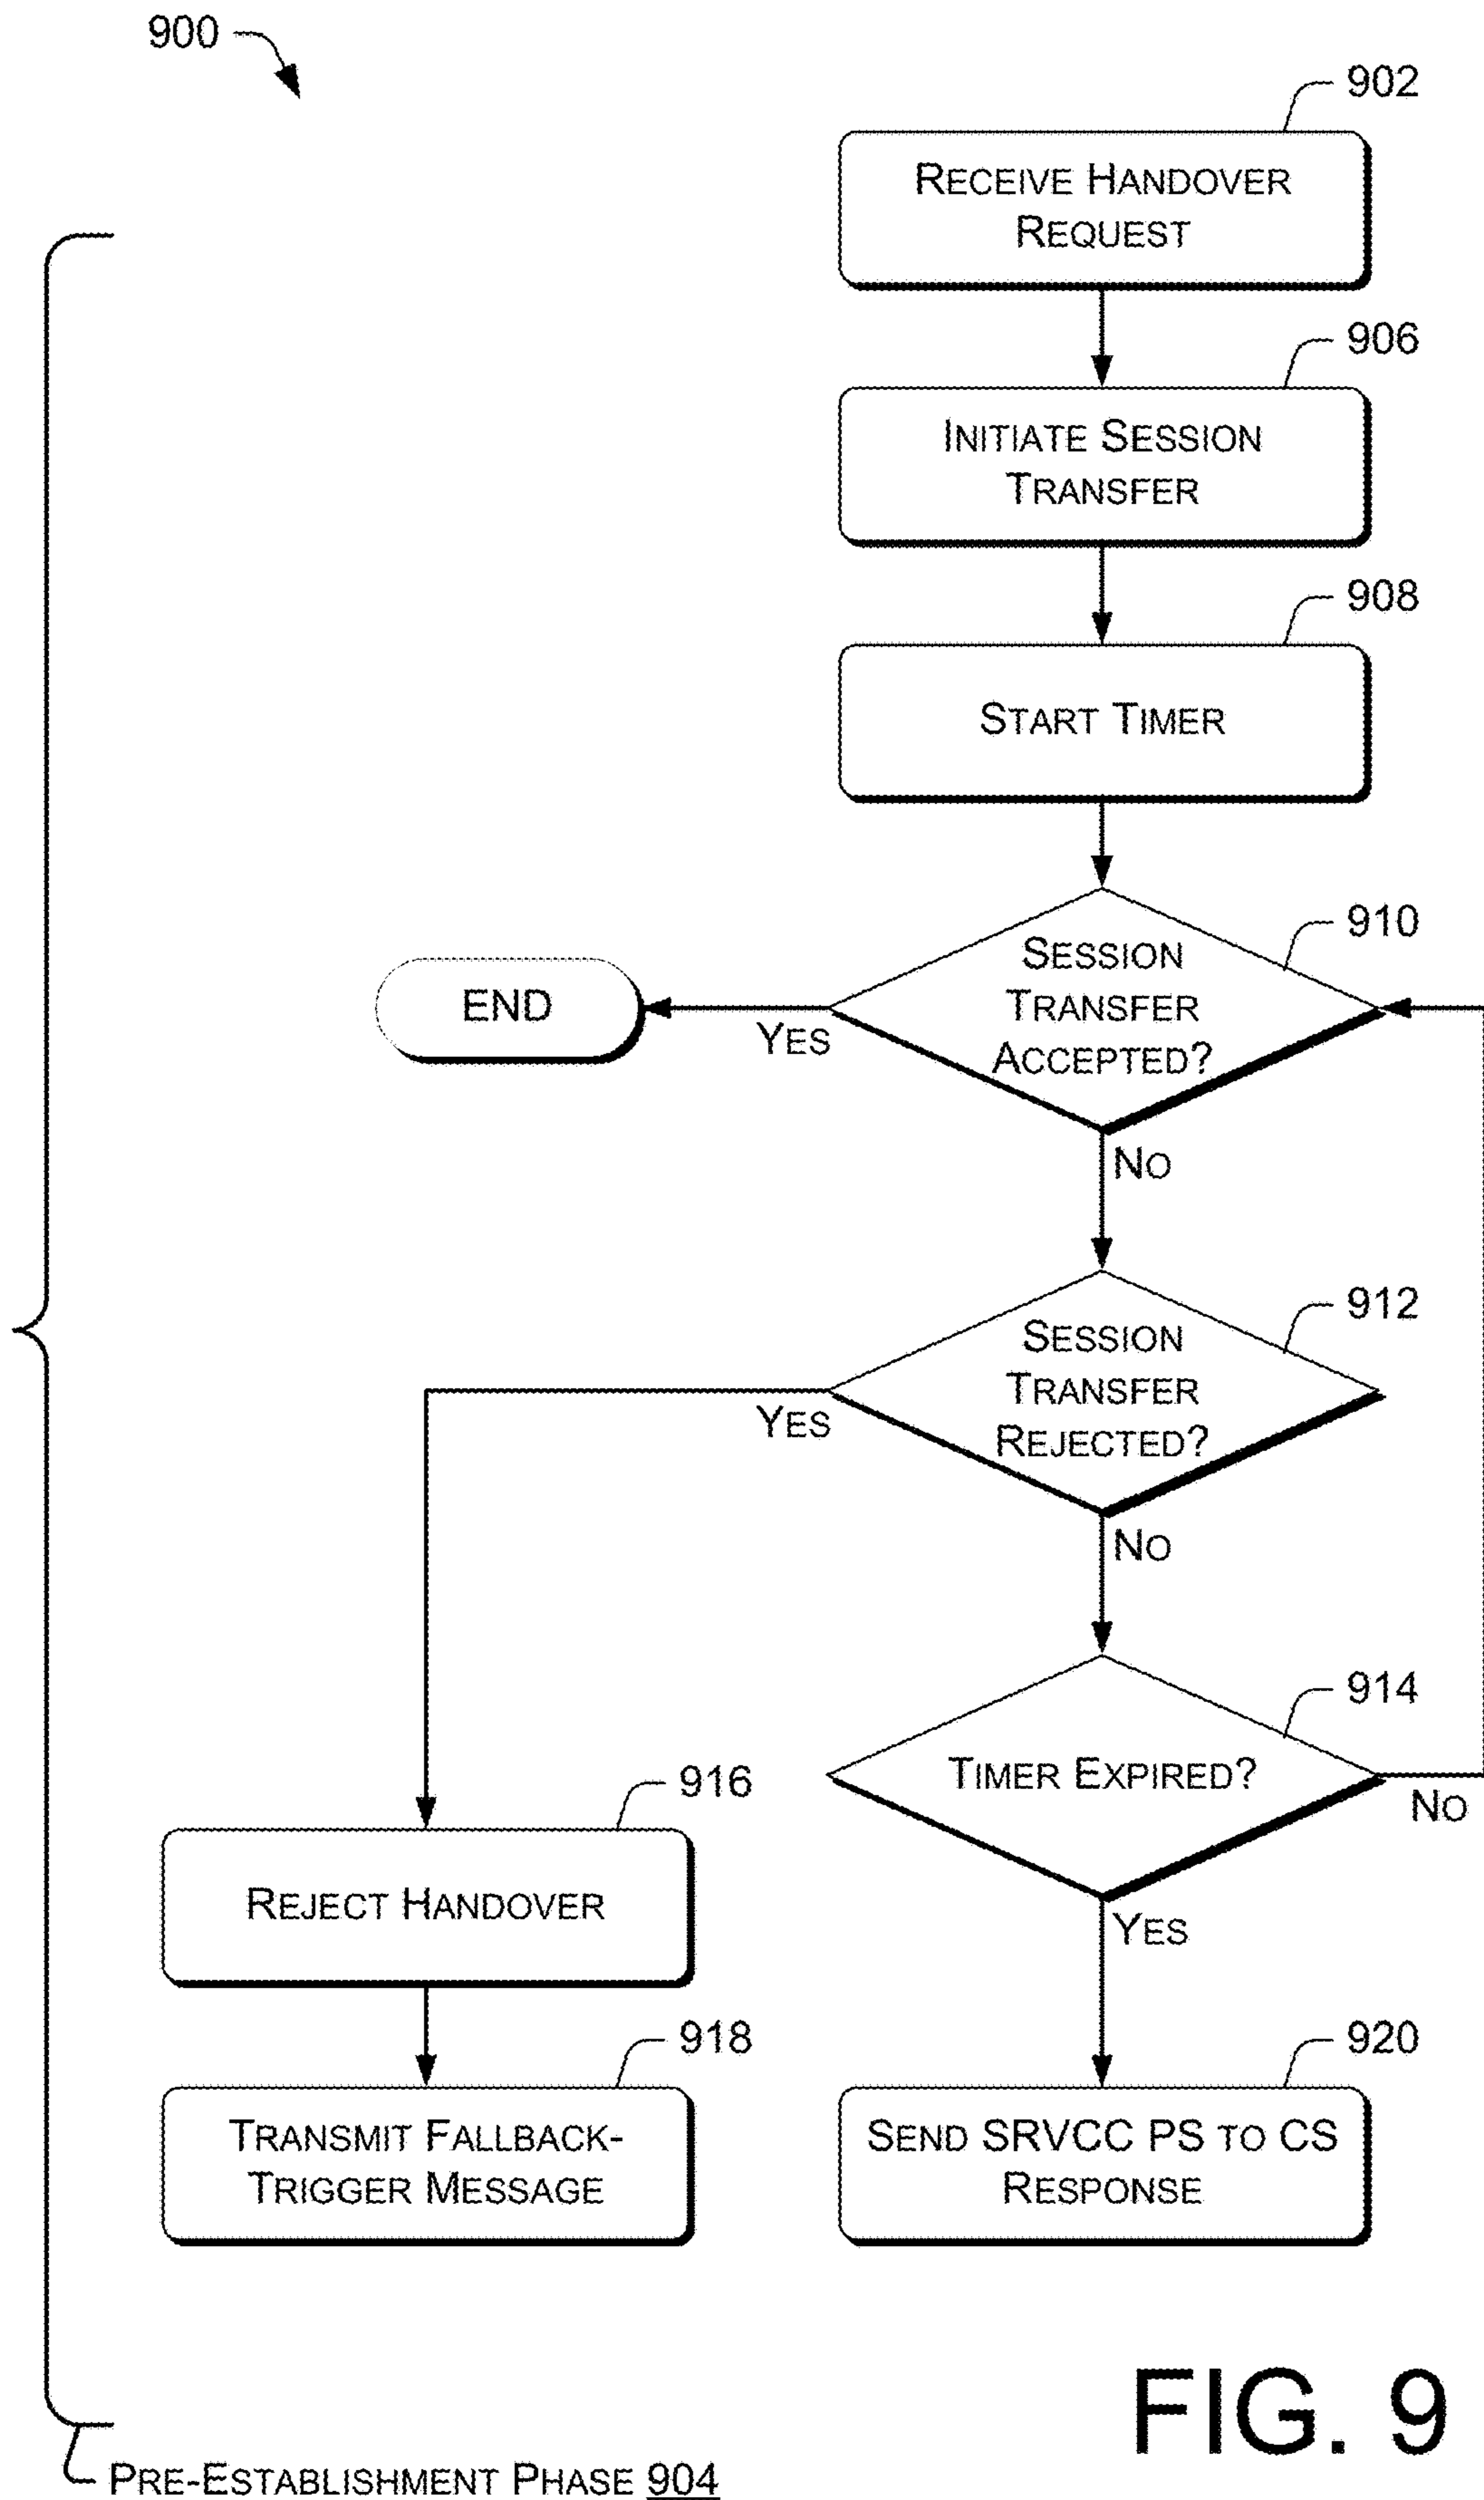 900
902
RECEIVE HANDOVER
REQUEST
906
INITIATE SESSION
TRANSFER
908
START TIMER
910
SESSION
TRANSFER
ACCEPTED?
END
YES
NO
912
SESSION
TRANSFER
REJECTED?
YES
NO
914
TIMER EXPIRED?
NO
YES
916
REJECT HANDOVER
918
TRANSMIT FALLBACK-
TRIGGER MESSAGE
920
SEND SRVCC PS TO CS
RESPONSE
FIG. 9
PRE-ESTABLISHMENT PHASE 904